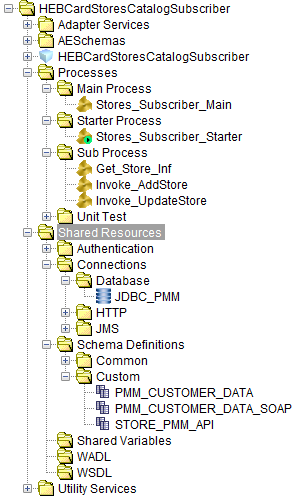 HEBCardStoresCatalogSubscriber
Adapter Services
AESchemas
HEBCardStoresCatalogSubscriber
Processes
Main Process
Stores_Subscriber_Main
Starter Process
Stores_Subscriber_Starter
Sub Process
Get_Store_Inf
Invoke_AddStore
Invoke_UpdateStore
Unit Test
Shared Resources
Authentication
Connections
Database
JDBC_PMM
HTTP
JMS
Schema Definitions
Common
Custom
PMM_CUSTOMER_DATA
PMM_CUSTOMER_DATA_SOAP
STORE_PMM_API
Shared Variables
WADL
WSDL
Utility Services